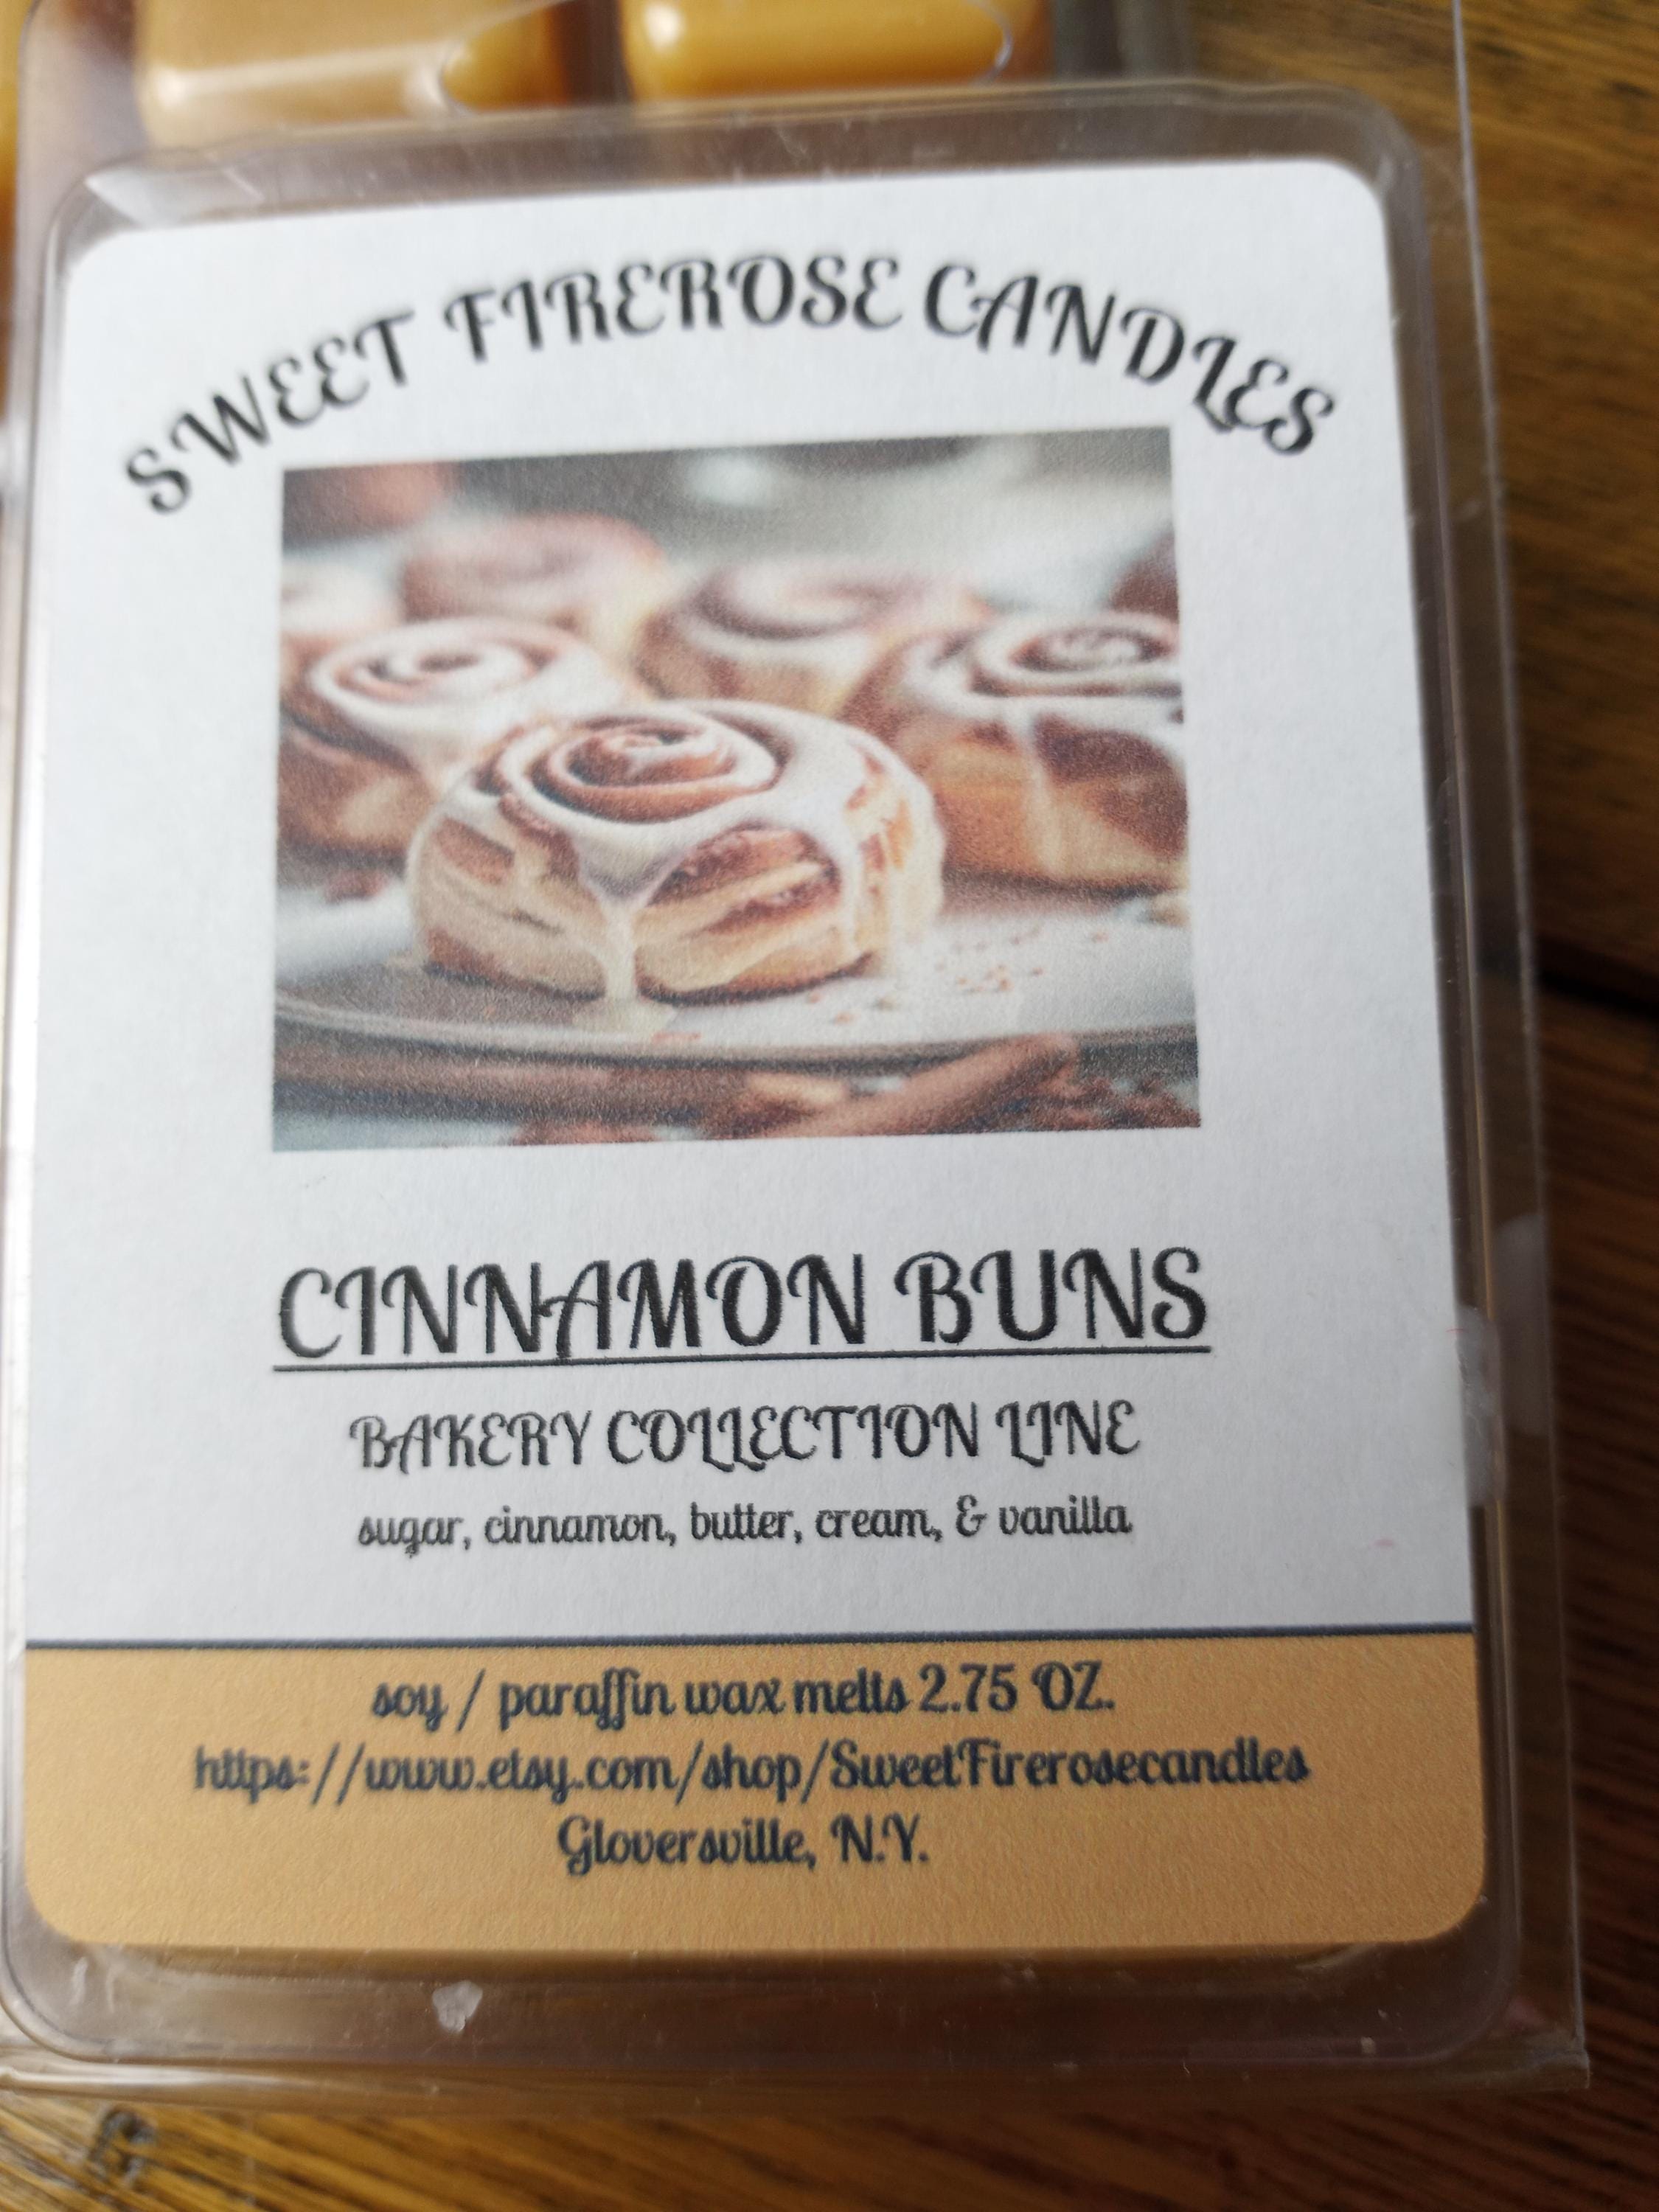 SWEET FIREROSE CANDLES
CINNAMON BUNS
BAKERY COLLECTION LINE
sugar, cinnamon, butter, cream, & vanilla
soy / paraffin wax melts 2.75 OZ.
https://www.etsy.com/shop/SweetFirerosecandles
Gloversville, N.Y.